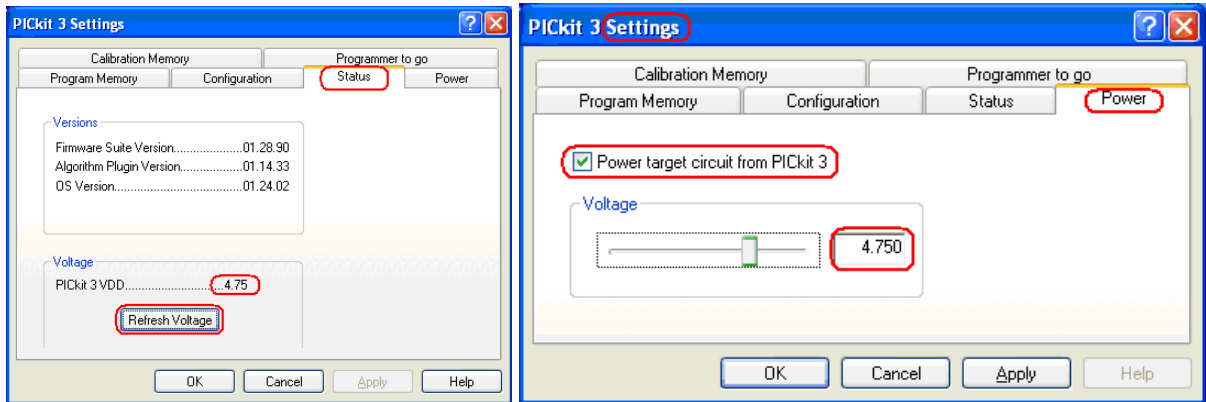 PICkit 3 Settings
Calibration Memory Programmer to go
Program Memory Configuration Status Power
Versions
Firmware Suite Version.....................01.28.90
Algorithm Plugin Version...................01.14.33
OS Version.......................................01.24.02
Voltage
PICkit 3 VDD.............................4.75
Refresh Voltage
OK Cancel Apply Help
PICkit 3 Settings
Calibration Memory Programmer to go
Program Memory Configuration Status Power
Power target circuit from PICkit 3
Voltage
4.750
OK Cancel Apply Help